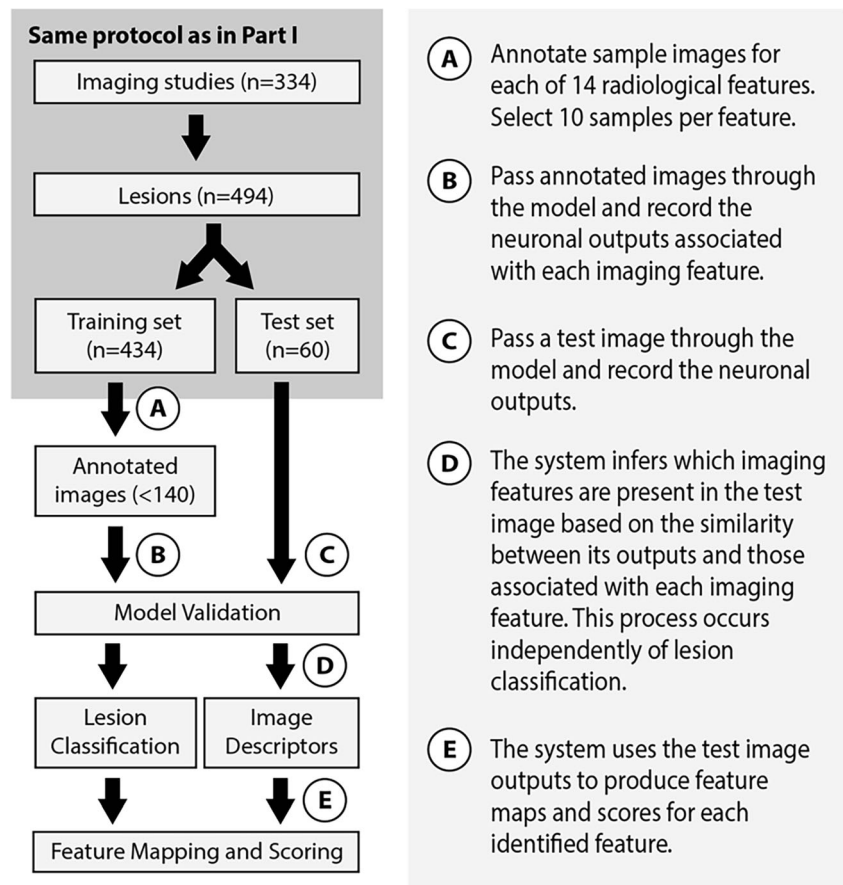 Same protocol as in Part I
Imaging studies (n=334)
Lesions (n=494)
Training set
(n=434)
Test set
(n=60)
A
Annotated
images (<140)
B
C
Model Validation
D
Lesion
Classification
Image
Descriptors
E
Feature Mapping and Scoring
A
Annotate sample images for
each of 14 radiological features.
Select 10 samples per feature.
B
Pass annotated images through
the model and record the
neuronal outputs associated
with each imaging feature.
C
Pass a test image through the
model and record the neuronal
outputs.
D
The system infers which imaging
features are present in the test
image based on the similarity
between its outputs and those
associated with each imaging
feature. This process occurs
independently of lesion
classification.
E
The system uses the test image
outputs to produce feature
maps and scores for each
identified feature.